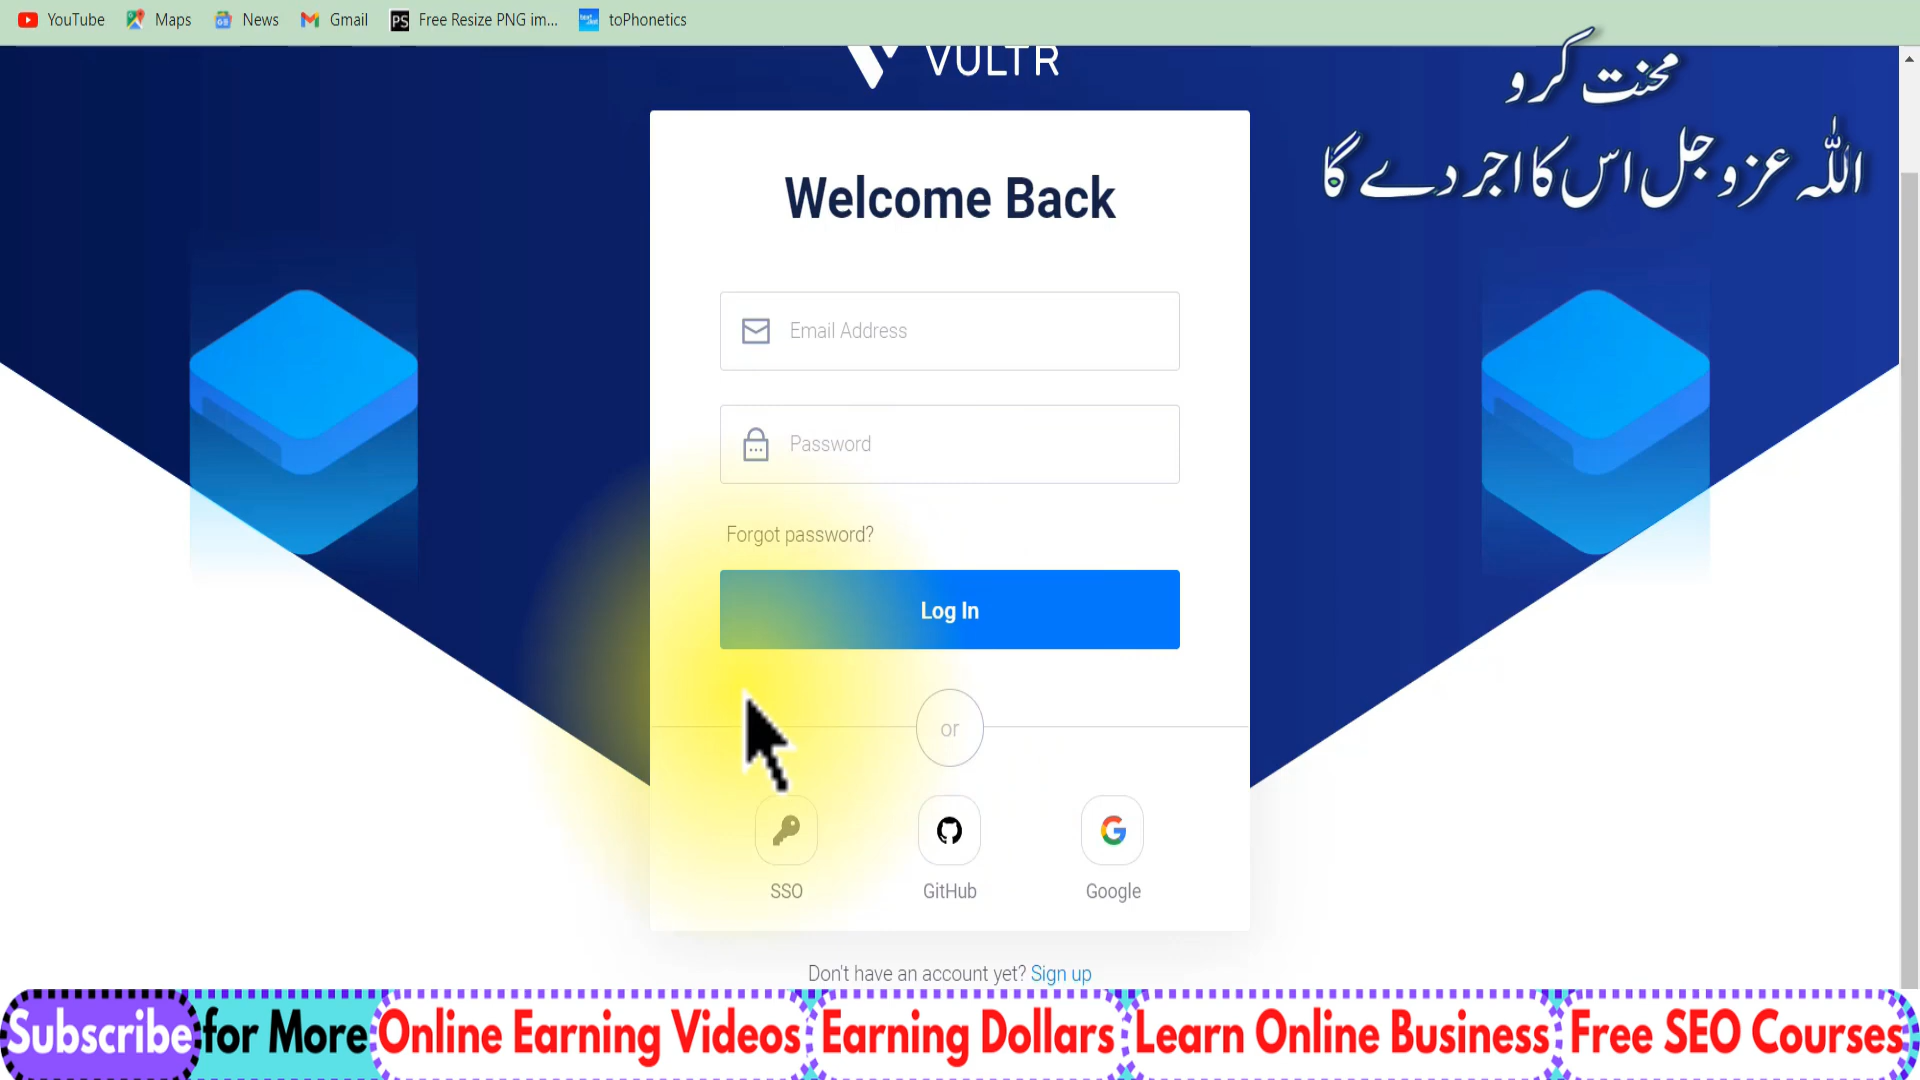 YouTube Maps News Gmail Free Resize PNG im... toPhonetics
VULTR
محنت کرو
اللہ عزوجل اس کا اجر دے گا
Welcome Back
Email Address
Password
Forgot password?
Log In
or
SSO GitHub Google
Don't have an account yet? Sign up
Subscribe for More Online Earning Videos Earning Dollars Learn Online Business Free SEO Courses